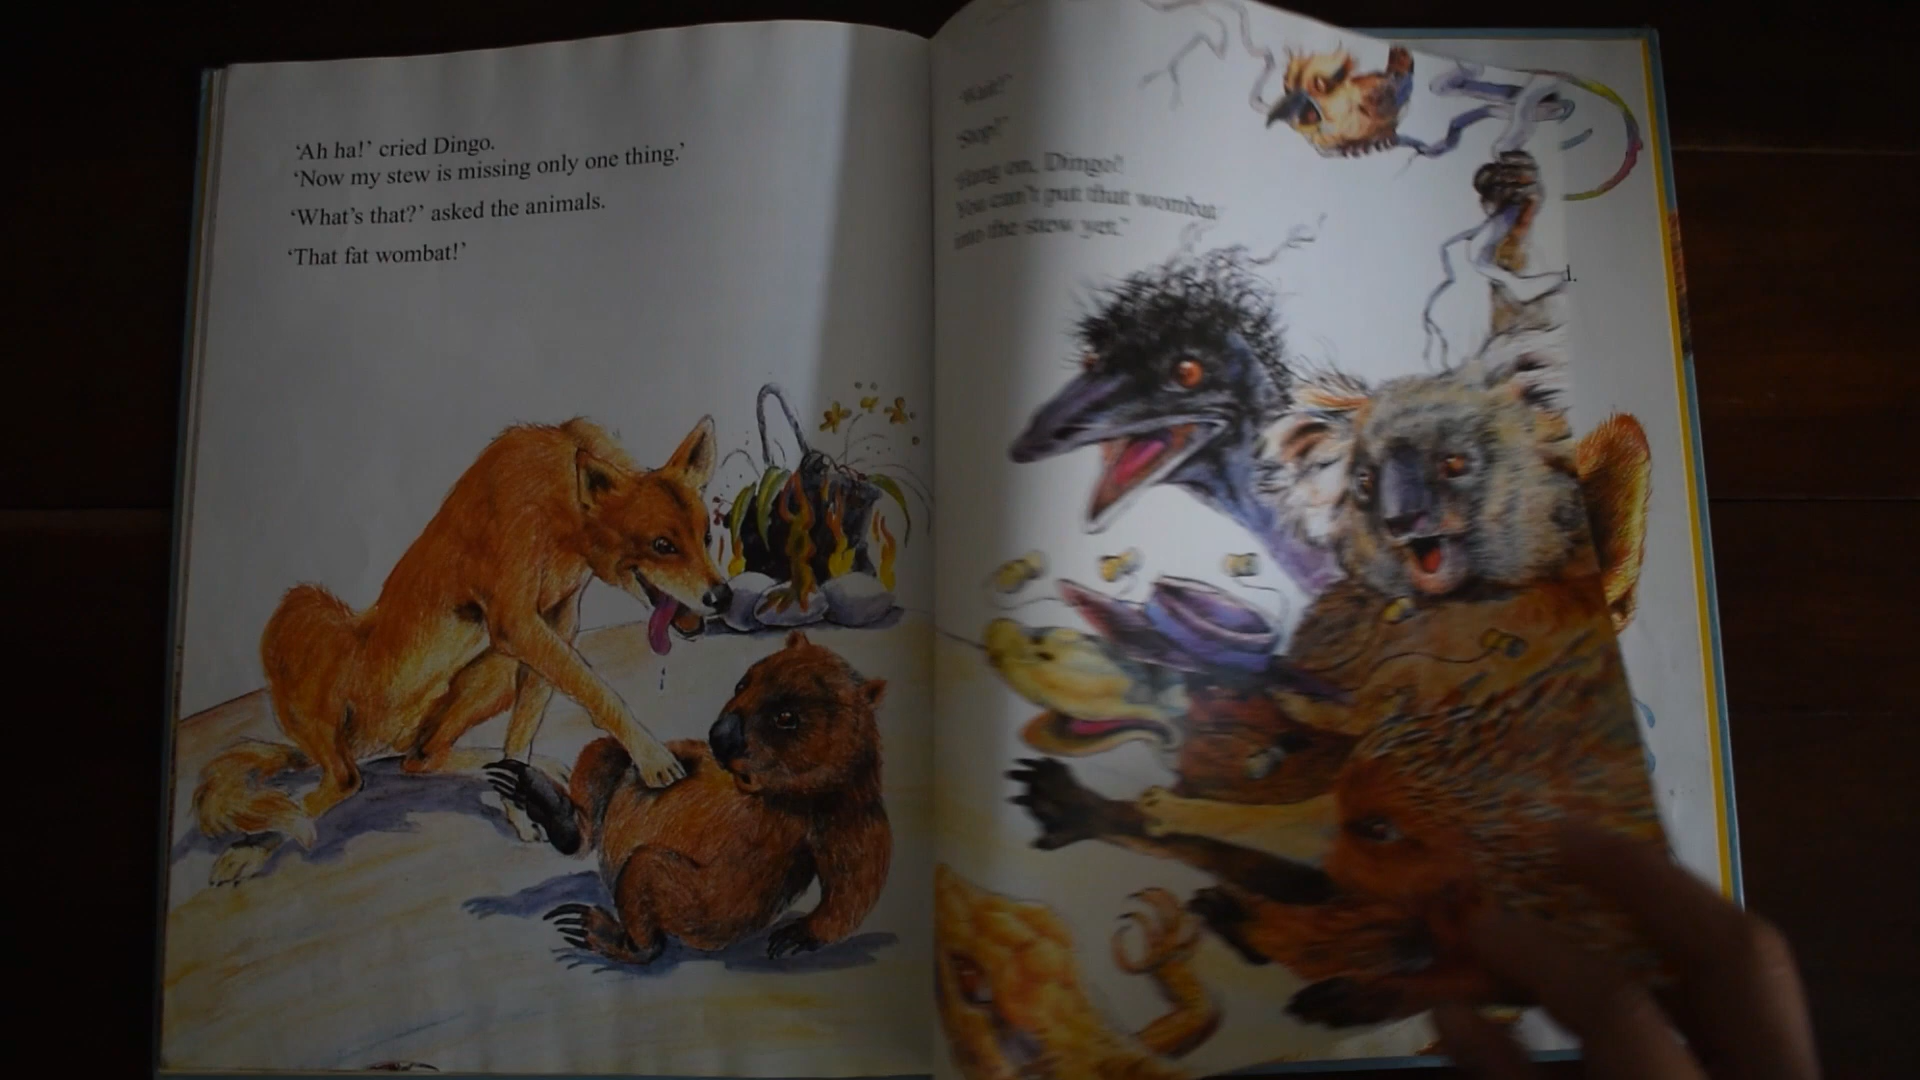 ‘Ah ha!’ cried Dingo.
‘Now my stew is missing only one thing.’
‘What’s that?’ asked the animals.
‘That fat wombat!’
‘Wait!’
‘Stop!’
‘Hang on, Dingo!
You can’t put that wombat
into the stew yet.’
d.